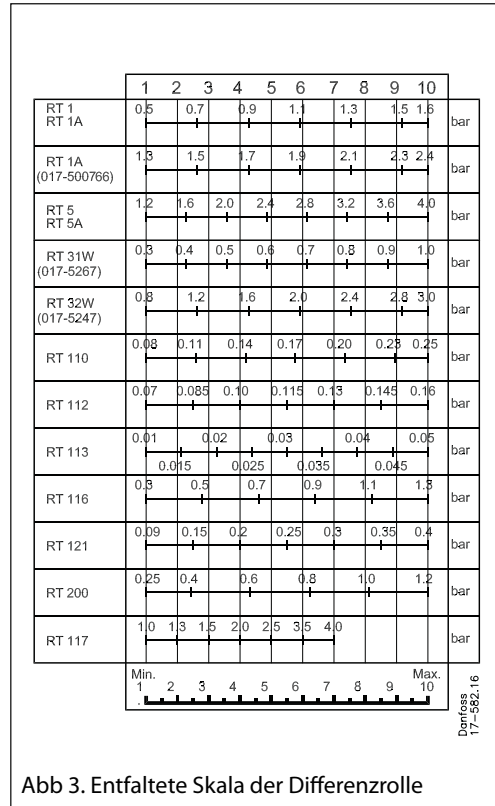 1 2 3 4 5 6 7 8 9 10
RT 1
RT 1A
0.5 0.7 0.9 1.1 1.3 1.5 1.6
bar
RT 1A
(017-500766)
1.3 1.5 1.7 1.9 2.1 2.3 2.4
bar
RT 5
RT 5A
1.2 1.6 2.0 2.4 2.8 3.2 3.6 4.0
bar
RT 31W
(017-5267)
0.3 0.4 0.5 0.6 0.7 0.8 0.9 1.0
bar
RT 32W
(017-5247)
0.8 1.2 1.6 2.0 2.4 2.8 3.0
bar
RT 110
0.08 0.11 0.14 0.17 0.20 0.23 0.25
bar
RT 112
0.07 0.085 0.10 0.115 0.13 0.145 0.16
bar
RT 113
0.01 0.02 0.03 0.04 0.05
0.015 0.025 0.035 0.045
bar
RT 116
0.3 0.5 0.7 0.9 1.1 1.3
bar
RT 121
0.09 0.15 0.2 0.25 0.3 0.35 0.4
bar
RT 200
0.25 0.4 0.6 0.8 1.0 1.2
bar
RT 117
1.0 1.3 1.5 2.0 2.5 3.5 4.0
bar
Min. Max.
1 2 3 4 5 6 7 8 9 10
Danfoss
17-582.16
Abb 3. Entfaltete Skala der Differenzrolle